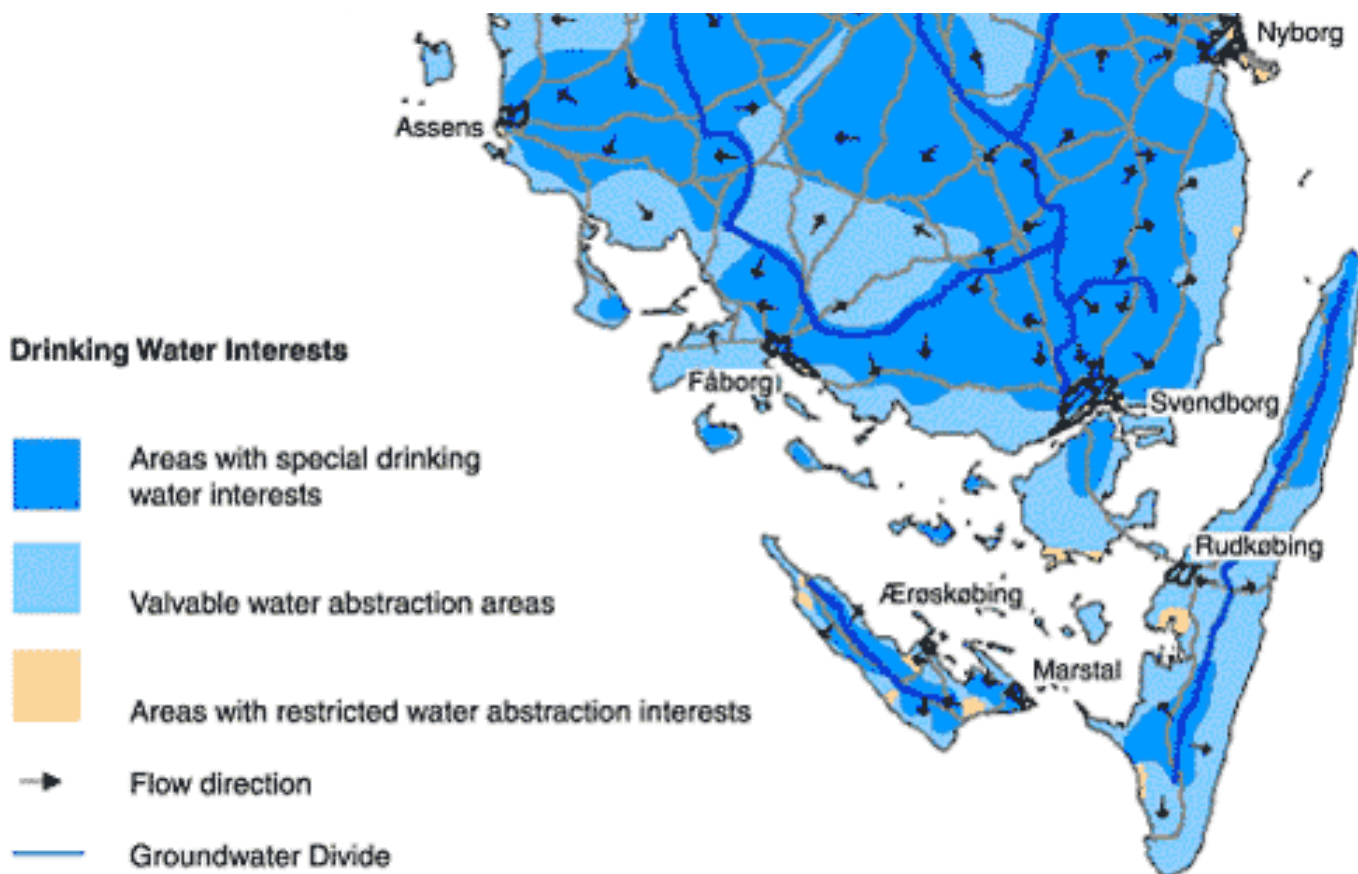 Nyborg
Assens
Drinking Water Interests
Fåborg
Svendborg
Areas with special drinking
water interests
Rudkøbing
Valvable water abstraction areas
Ærøskøbing
Marstal
Areas with restricted water abstraction interests
Flow direction
Groundwater Divide